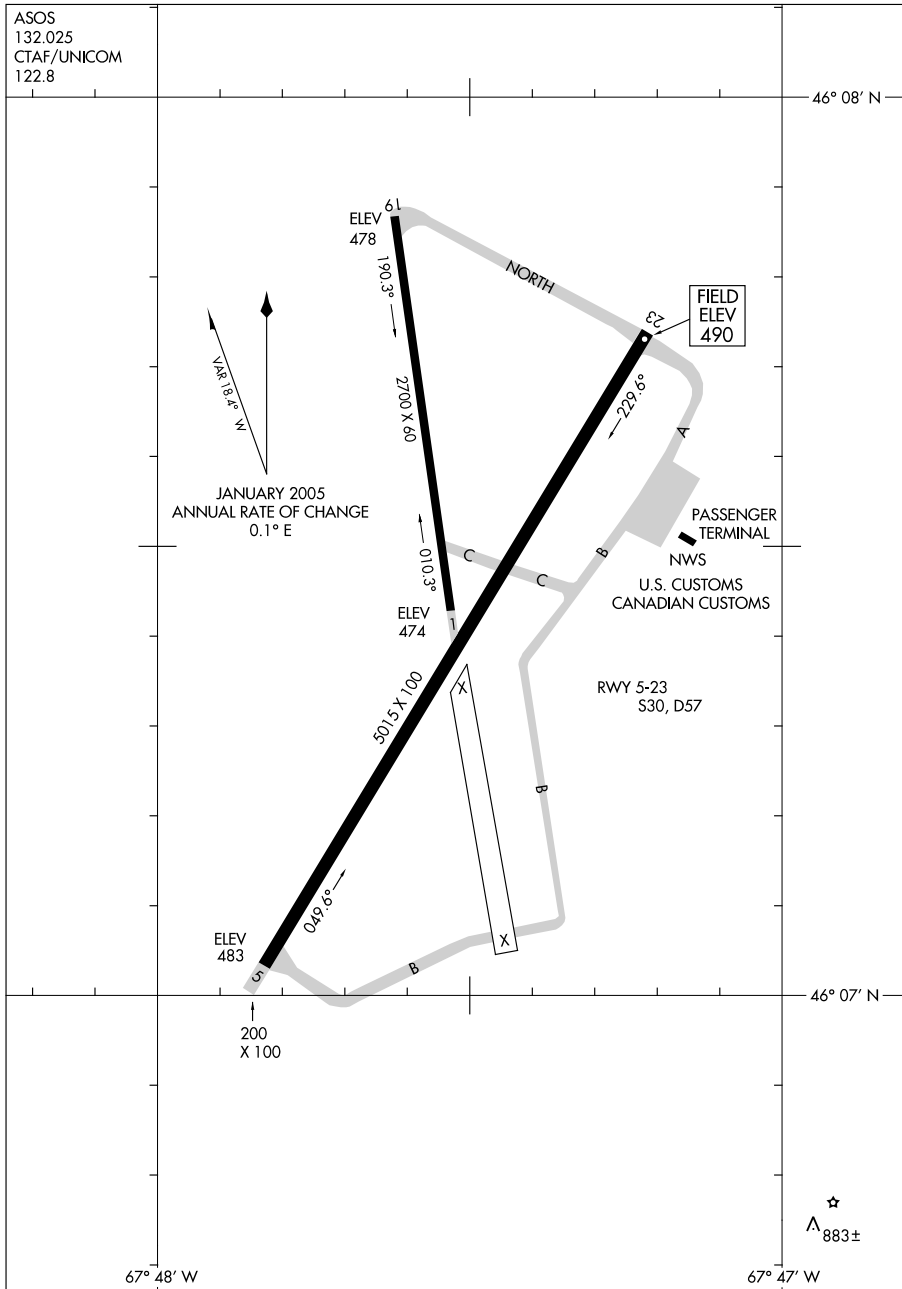 ASOS
132.025
CTAF/UNICOM
122.8
46° 08' N
19
ELEV
478
190.3°
NORTH
23
FIELD
ELEV
490
229.6°
VAR 18.4° W
2700 X 60
A
JANUARY 2005
ANNUAL RATE OF CHANGE
0.1° E
PASSENGER
TERMINAL
NWS
U.S. CUSTOMS
CANADIAN CUSTOMS
010.3°
C
C
B
ELEV
474
1
X
RWY 5-23
S30, D57
5015 X 100
B
049.6°
ELEV
483
5
B
X
46° 07' N
200
X 100
883±
67° 48' W
67° 47' W